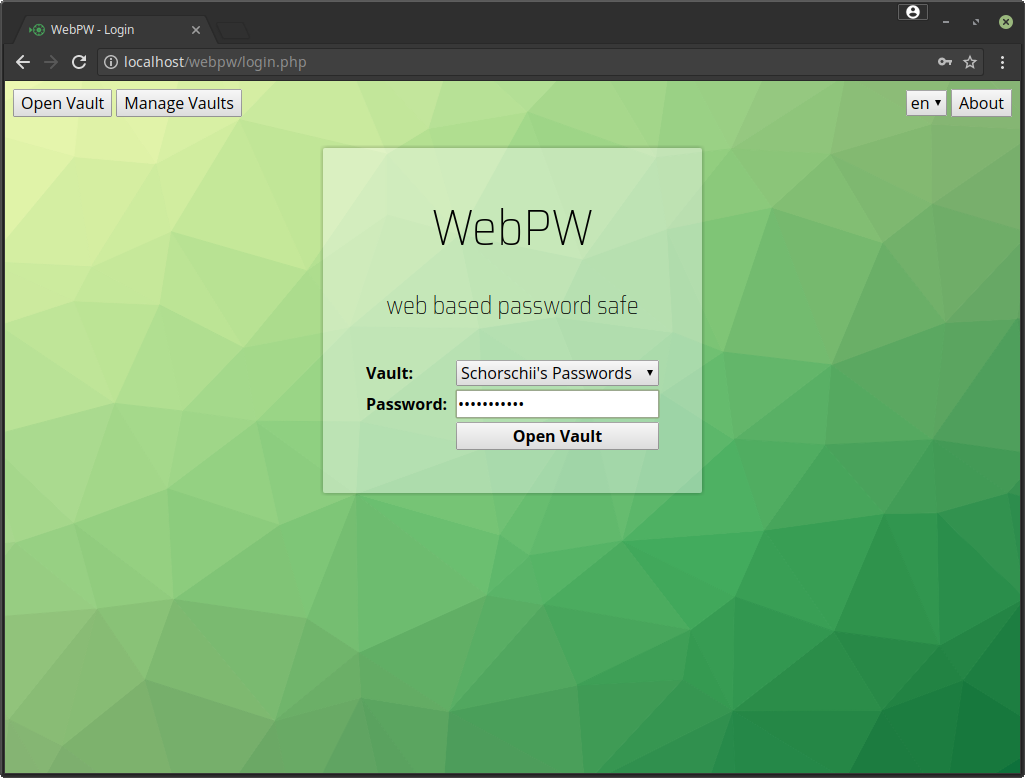 WebPW - Login
localhost/webpw/login.php
Open Vault Manage Vaults en About
WebPW
web based password safe
Vault: Schorschii's Passwords
Password: •••••••••••
Open Vault